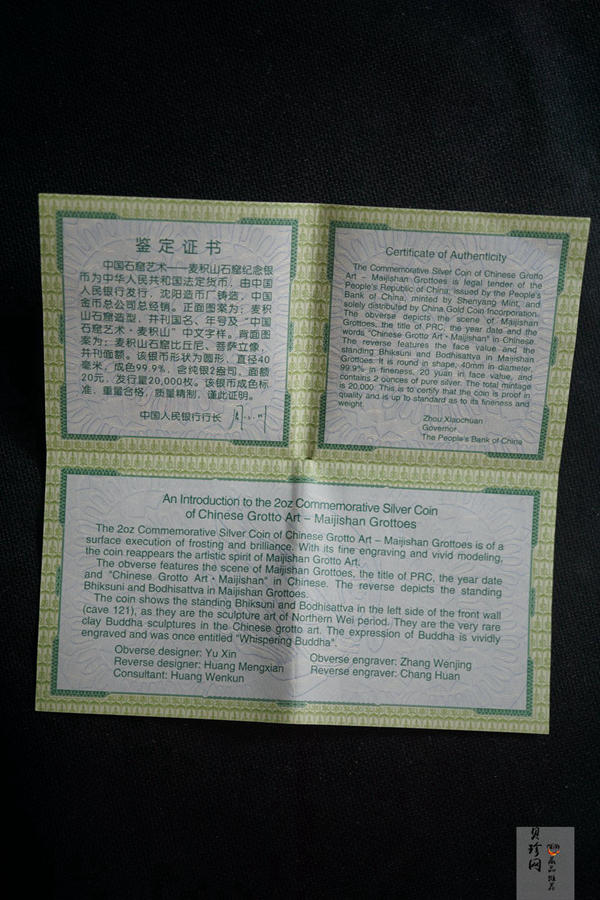 鉴定证书
中国石窟艺术——麦积山石窟纪念银
币为中华人民共和国法定货币，由中国
人民银行发行，沈阳造币厂铸造，中国
金币总公司总经销。正面图案为：麦积
山石窟造型，并刊国名、年号及“中国
石窟艺术·麦积山”中文字样。背面图
案为：麦积山石窟比丘尼、菩萨立像，
并刊面额。该银币形状为圆形，直径40
毫米，成色99.9%，含纯银2盎司，面额
20元，发行量20,000枚。该银币成色标
准，重量合格，质量精制，谨此证明。
中国人民银行行长
Certificate of Authenticity
The Commemorative Silver Coin of Chinese Grotto
Art – Maijishan Grottoes is legal tender of the
People's Republic of China, issued by the People's
Bank of China, minted by Shenyang Mint, and
solely distributed by China Gold Coin Incorporation.
The obverse depicts the scene of Maijishan
Grottoes, the title of PRC, the year date and the
words "Chinese Grotto Art · Maijishan" in Chinese.
The reverse features the face value and the
standing Bhiksuni and Bodhisattva in Maijishan
Grottoes. It is round in shape, 40mm in diameter,
99.9% in fineness, 20 yuan in face value, and
contains 2 ounces of pure silver. The total mintage
is 20,000. This is to certify that the coin is proof in
quality and is up to standard as to its fineness and
weight.
Zhou Xiaochuan
Governor
The People's Bank of China
An Introduction to the 2oz Commemorative Silver Coin
of Chinese Grotto Art – Maijishan Grottoes
The 2oz Commemorative Silver Coin of Chinese Grotto Art – Maijishan Grottoes is of a
surface execution of frosting and brilliance. With its fine engraving and vivid modeling,
the coin reappears the artistic spirit of Maijishan Grotto Art.
The obverse features the scene of Maijishan Grottoes, the title of PRC, the year date
and "Chinese Grotto Art · Maijishan" in Chinese. The reverse depicts the standing
Bhiksuni and Bodhisattva in Maijishan Grottoes.
The coin shows the standing Bhiksuni and Bodhisattva in the left side of the front wall
(cave 121), as they are the sculpture art of Northern Wei period. They are the very rare
clay Buddha sculptures in the Chinese grotto art. The expression of Buddha is vividly
engraved and was once entitled "Whispering Buddha".
Obverse designer: Yu Xin
Obverse engraver: Zhang Wenjing
Reverse designer: Huang Mengxian
Reverse engraver: Chang Huan
Consultant: Huang Wenkun
贝珍网